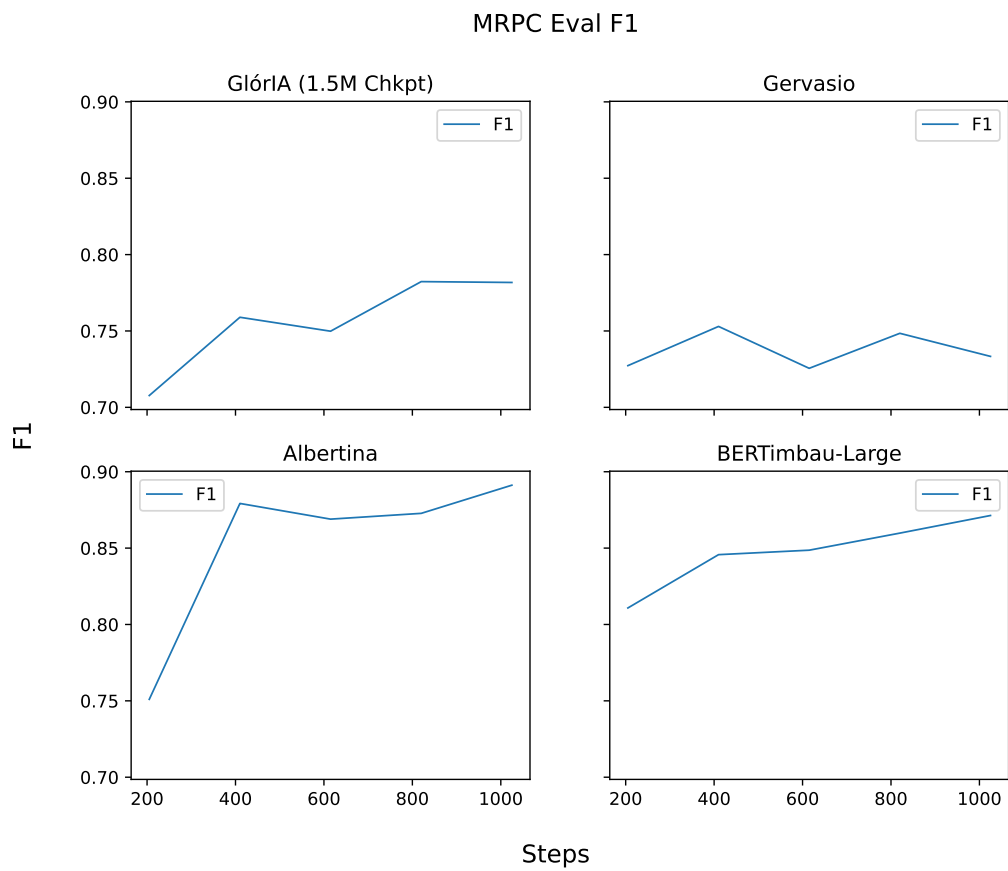 MRPC Eval F1
GlórIA (1.5M Chkpt)
F1
0.90
0.85
0.80
0.75
0.70
Gervasio
F1
F1
Albertina
F1
0.90
0.85
0.80
0.75
0.70
200 400 600 800 1000
BERTimbau-Large
F1
200 400 600 800 1000
Steps